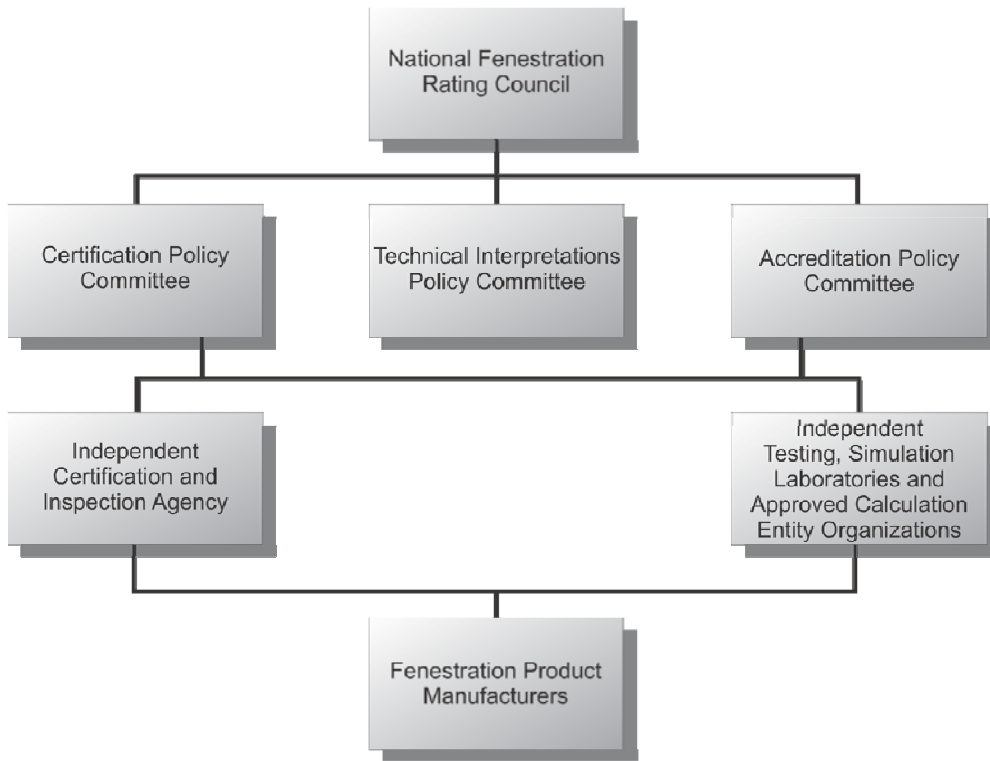 National Fenestration
Rating Council
Certification Policy
Committee
Technical Interpretations
Policy Committee
Accreditation Policy
Committee
Independent
Certification and
Inspection Agency
Independent
Testing, Simulation
Laboratories and
Approved Calculation
Entity Organizations
Fenestration Product
Manufacturers